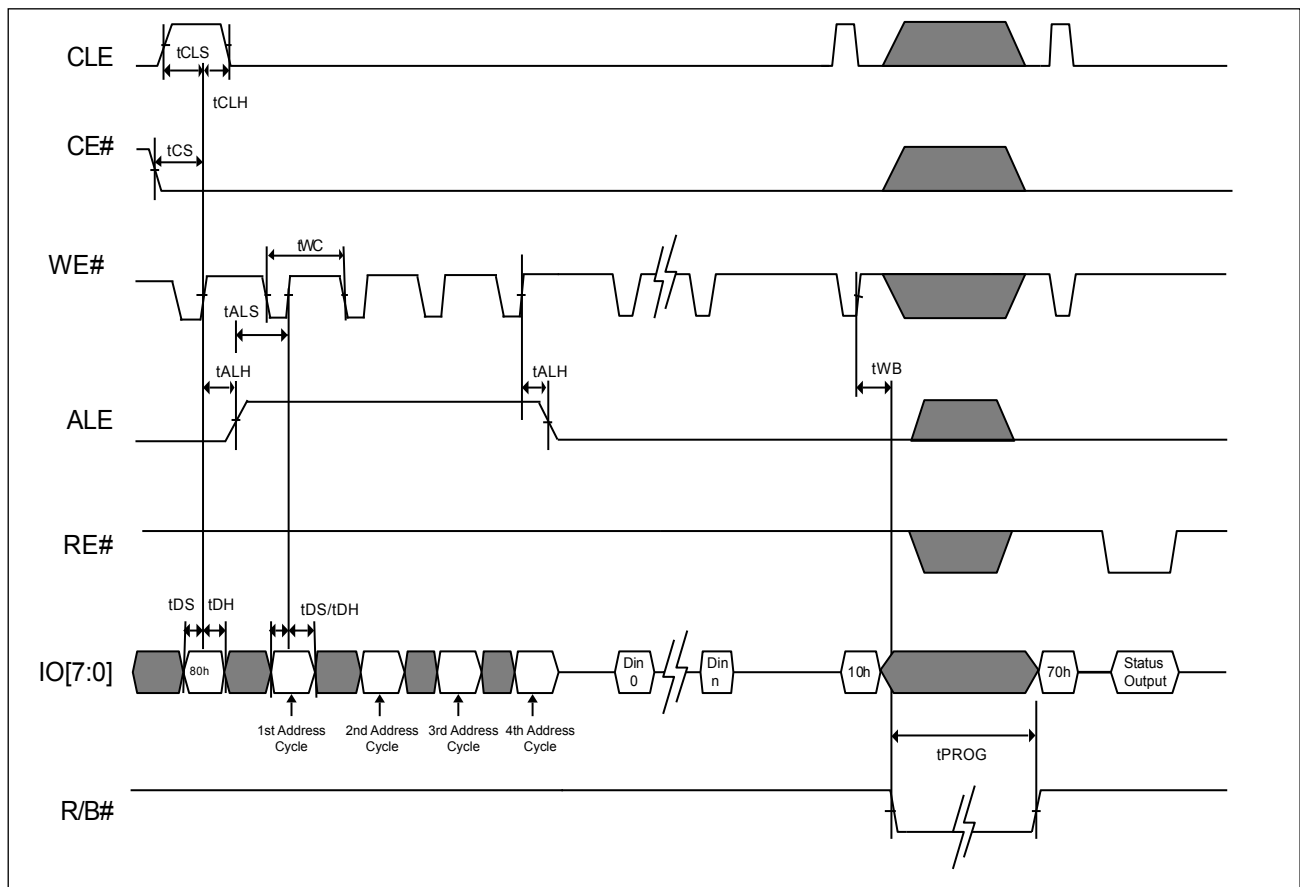 CLE
tCLS
tCLH
CE#
tCS
WE#
tWC
tALS
tALH
tALH
tWB
ALE
RE#
tDS
tDH
tDS/tDH
IO[7:0]
80h
Din
0
Din
n
10h
70h
Status
Output
1st Address
Cycle
2nd Address
Cycle
3rd Address
Cycle
4th Address
Cycle
tPROG
R/B#